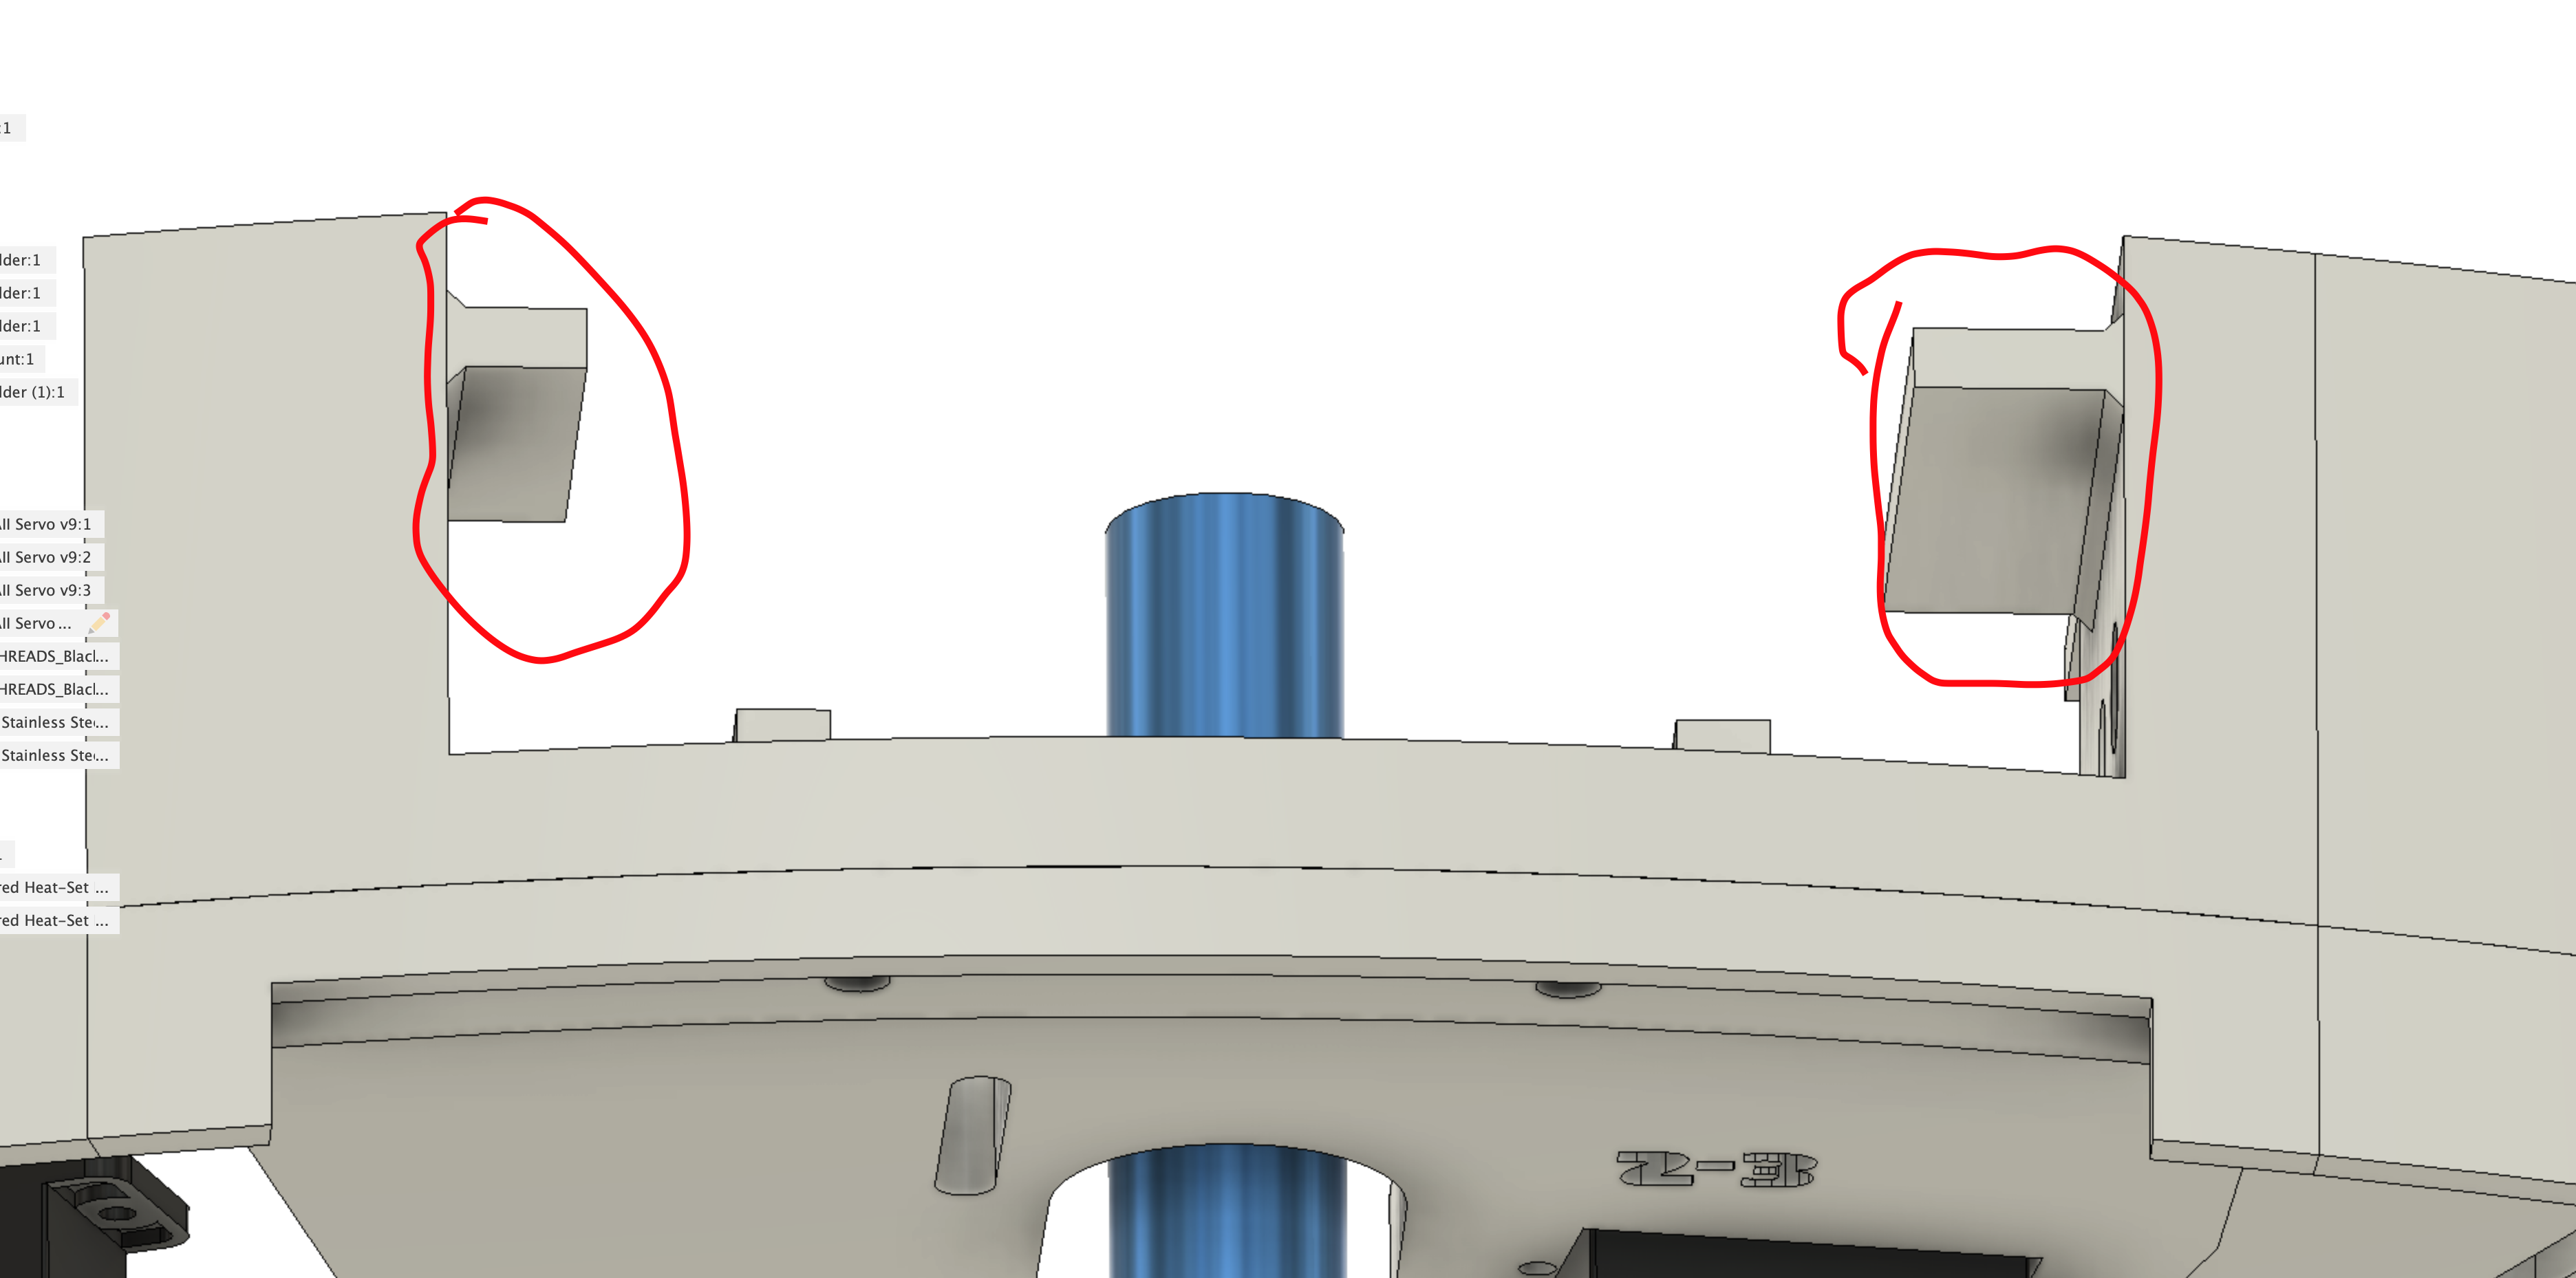 :1
lder:1
lder:1
lder:1
unt:1
lder (1):1
ll Servo v9:1
ll Servo v9:2
ll Servo v9:3
ll Servo...
HREADS_Blacl...
HREADS_Blacl...
Stainless Ste...
Stainless Ste...
red Heat-Set ...
red Heat-Set ...
Z-3